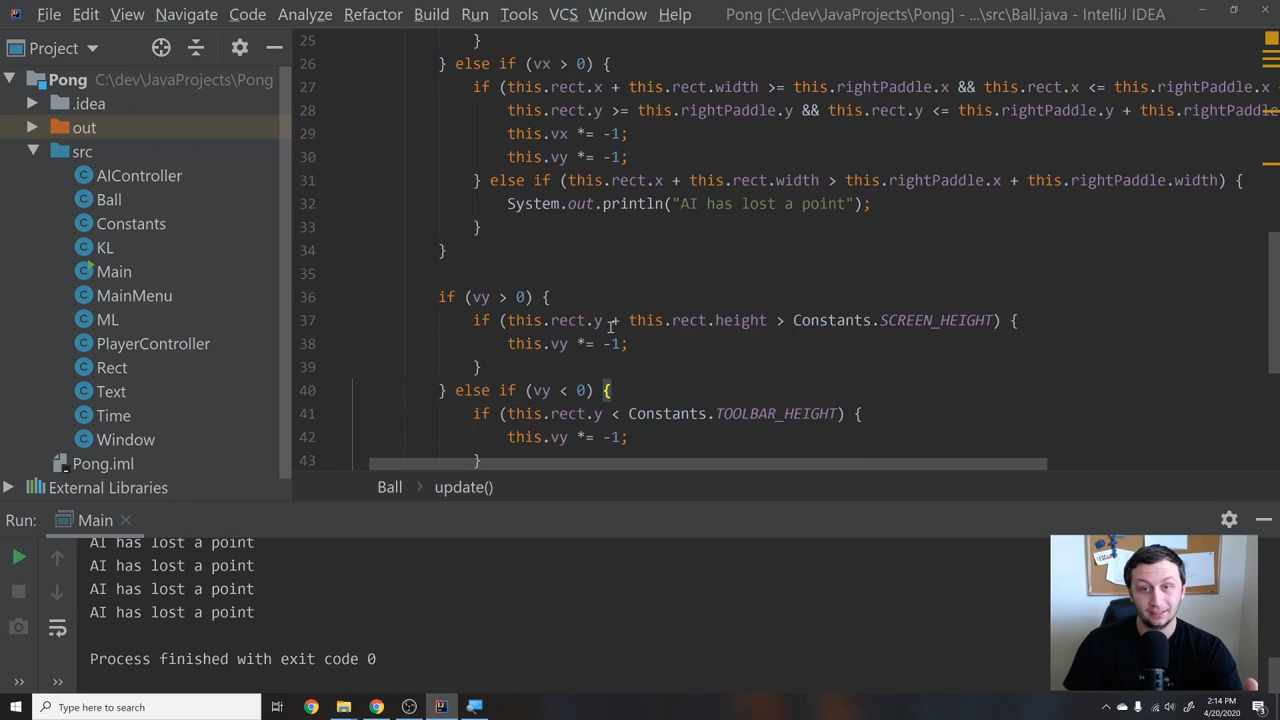 File Edit View Navigate Code Analyze Refactor Build Run Tools VCS Window Help Pong [C:\dev\JavaProjects\Pong] - ...\src\Ball.java - IntelliJ IDEA
Project
Pong C:\dev\JavaProjects\Pong
.idea
out
src
AIController
Ball
Constants
KL
Main
MainMenu
ML
PlayerController
Rect
Text
Time
Window
Pong.iml
External Libraries
25 }
26 } else if (vx > 0) {
27 if (this.rect.x + this.rect.width >= this.rightPaddle.x && this.rect.x <= this.rightPaddle.x
28 this.rect.y >= this.rightPaddle.y && this.rect.y <= this.rightPaddle.y + this.rightPaddle
29 this.vx *= -1;
30 this.vy *= -1;
31 } else if (this.rect.x + this.rect.width > this.rightPaddle.x + this.rightPaddle.width) {
32 System.out.println("AI has lost a point");
33 }
34 }
35
36 if (vy > 0) {
37 if (this.rect.y + this.rect.height > Constants.SCREEN_HEIGHT) {
38 this.vy *= -1;
39 }
40 } else if (vy < 0) {
41 if (this.rect.y < Constants.TOOLBAR_HEIGHT) {
42 this.vy *= -1;
43 }
Ball > update()
Run: Main
AI has lost a point
AI has lost a point
AI has lost a point
AI has lost a point
Process finished with exit code 0
Type here to search
2:14 PM
4/20/2020